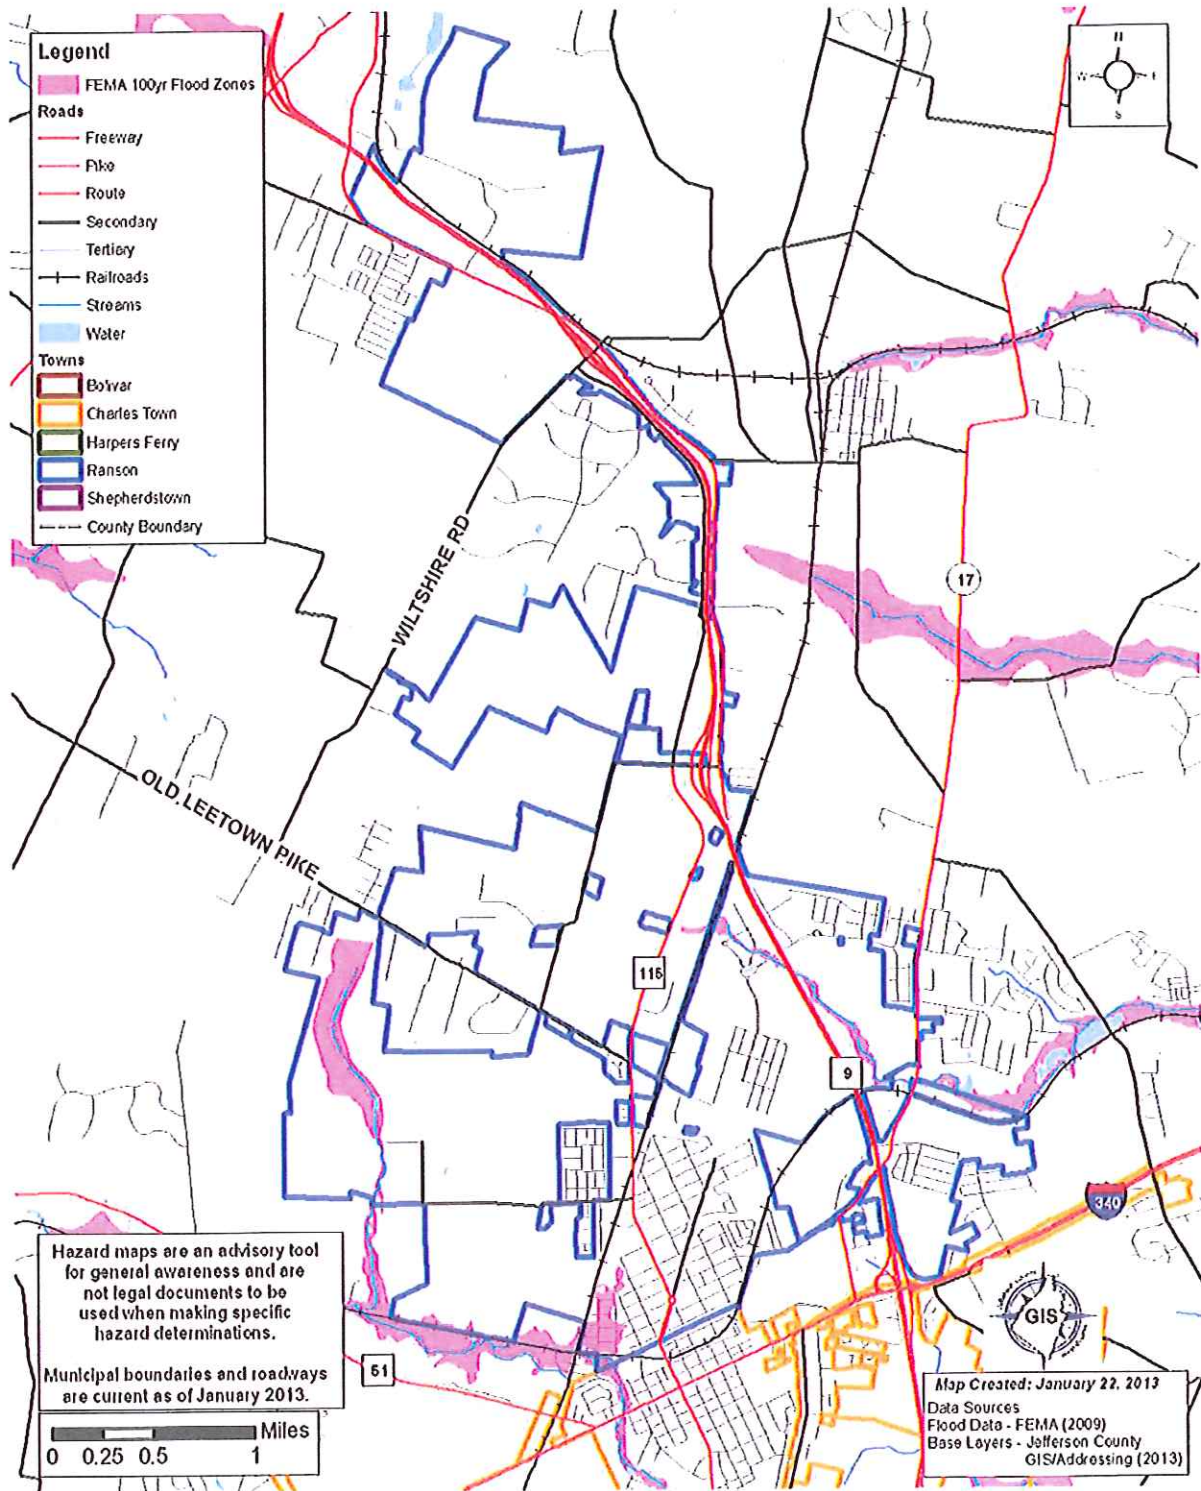 Legend
FEMA 100yr Flood Zones
Roads
Freeway
Pike
Route
Secondary
Tertiary
Railroads
Streams
Water
Towns
Bolivar
Charles Town
Harpers Ferry
Ranson
Shepherdstown
County Boundary
N
W
E
S
WILTSHIRE RD
17
OLD LEETOWN PIKE
115
9
340
Hazard maps are an advisory tool
for general awareness and are
not legal documents to be
used when making specific
hazard determinations.
Municipal boundaries and roadways
are current as of January 2013.
51
GIS
Miles
0 0.25 0.5 1
Map Created: January 22, 2013
Data Sources
Flood Data - FEMA (2009)
Base Layers - Jefferson County
GIS/Addressing (2013)